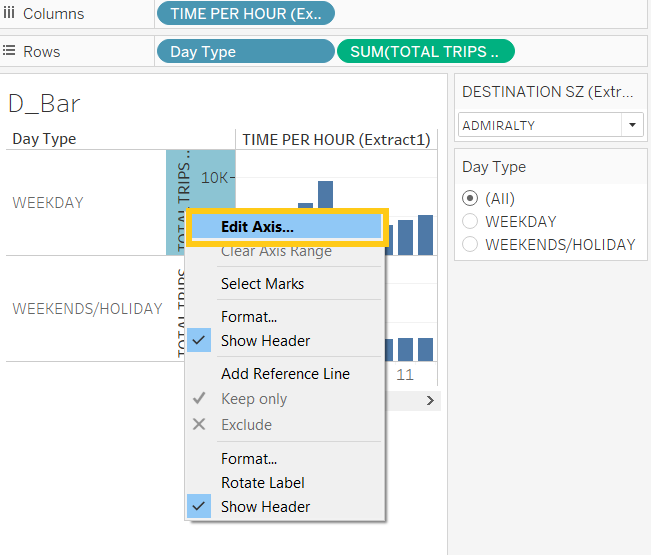 Columns
TIME PER HOUR (Ex..
Rows
Day Type
SUM(TOTAL TRIPS ..
D_Bar
Day Type
TIME PER HOUR (Extract1)
WEEKDAY
TOTAL TRIPS ..
10K
WEEKENDS/HOLIDAY
TOTAL TRIPS
11
Edit Axis...
Clear Axis Range
Select Marks
Format...
Show Header
Add Reference Line
Keep only
Exclude
Format...
Rotate Label
Show Header
DESTINATION SZ (Extr...
ADMIRALTY
Day Type
(All)
WEEKDAY
WEEKENDS/HOLIDAY